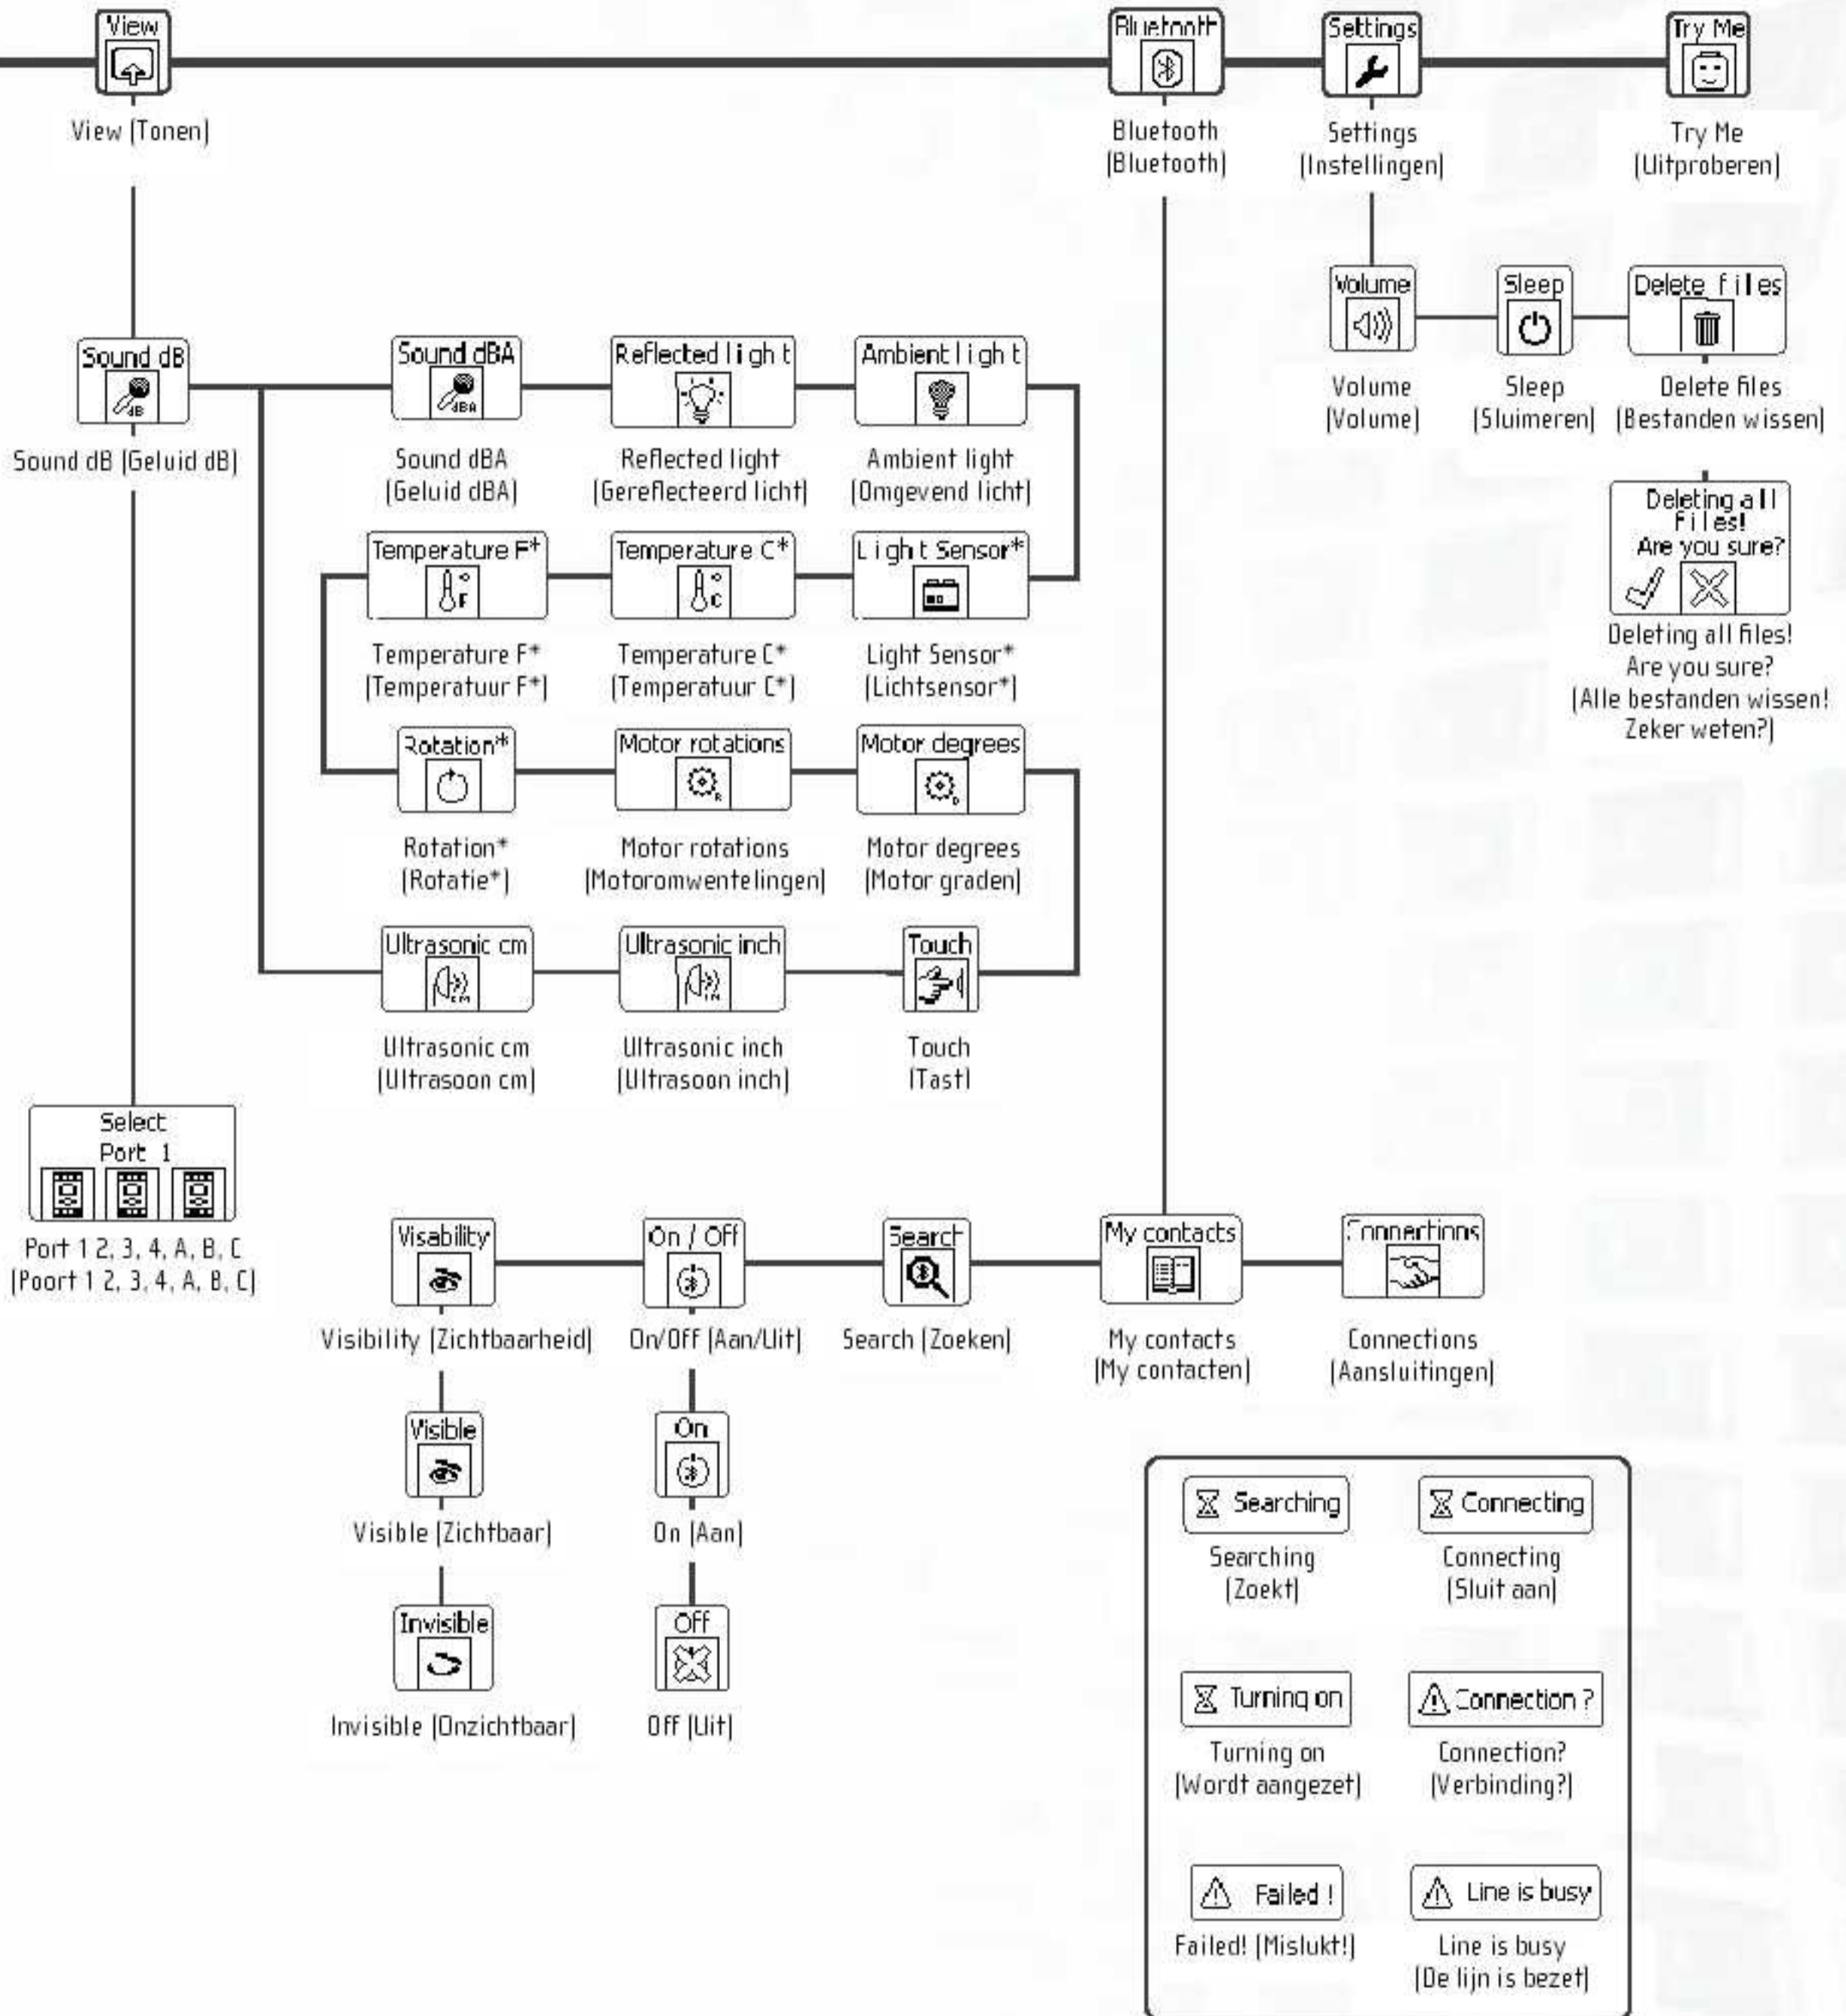 View
Bluetooth
Settings
Try Me
View (Tonen)
Bluetooth
(Bluetooth)
Settings
(Instellingen)
Try Me
(Uitproberen)
Volume
Sleep
Delete files
Volume
(Volume)
Sleep
(Sluimeren)
Delete files
(Bestanden wissen)
Deleting all
files!
Are you sure?
Deleting all files!
Are you sure?
(Alle bestanden wissen!
Zeker weten?)
Sound dB
dB
Sound dB (Geluid dB)
Sound dBA
dBA
Reflected light
Ambient light
Sound dBA
(Geluid dBA)
Reflected light
(Gereflecteerd licht)
Ambient light
(Omgevend licht)
Temperature F*
°F
Temperature C*
°C
Light Sensor*
Temperature F*
(Temperatuur F*)
Temperature C*
(Temperatuur C*)
Light Sensor*
(Lichtsensor*)
Rotation*
Motor rotations
R
Motor degrees
D
Rotation*
(Rotatie*)
Motor rotations
(Motoromwentelingen)
Motor degrees
(Motor graden)
Ultrasonic cm
CM
Ultrasonic inch
IN
Touch
Ultrasonic cm
(Ultrasoon cm)
Ultrasonic inch
(Ultrasoon inch)
Touch
(Tast)
Select
Port 1
Port 1 2, 3, 4, A, B, C
(Poort 1 2, 3, 4, A, B, C)
Visability
On / Off
Search
My contacts
Connections
Visibility (Zichtbaarheid)
On/Off (Aan/Uit)
Search (Zoeken)
My contacts
(My contacten)
Connections
(Aansluitingen)
Visible
On
Visible (Zichtbaar)
On (Aan)
Invisible
Off
Invisible (Onzichtbaar)
Off (Uit)
Searching
Connecting
Searching
(Zoekt)
Connecting
(Sluit aan)
Turning on
Connection ?
Turning on
(Wordt aangezet)
Connection?
(Verbinding?)
Failed !
Line is busy
Failed! (Mislukt!)
Line is busy
(De lijn is bezet)